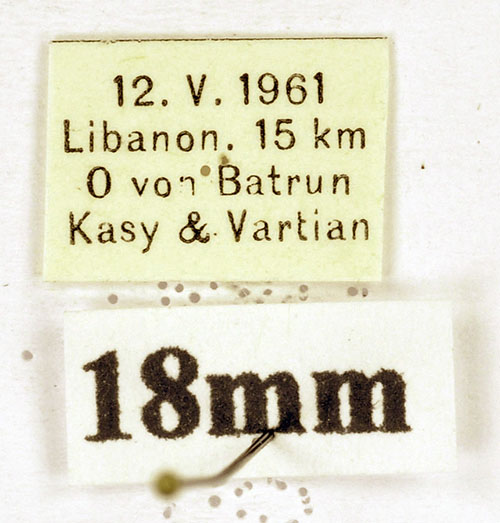 12. V. 1961
Libanon. 15 km
O von Batrun
Kasy & Vartian
18mm